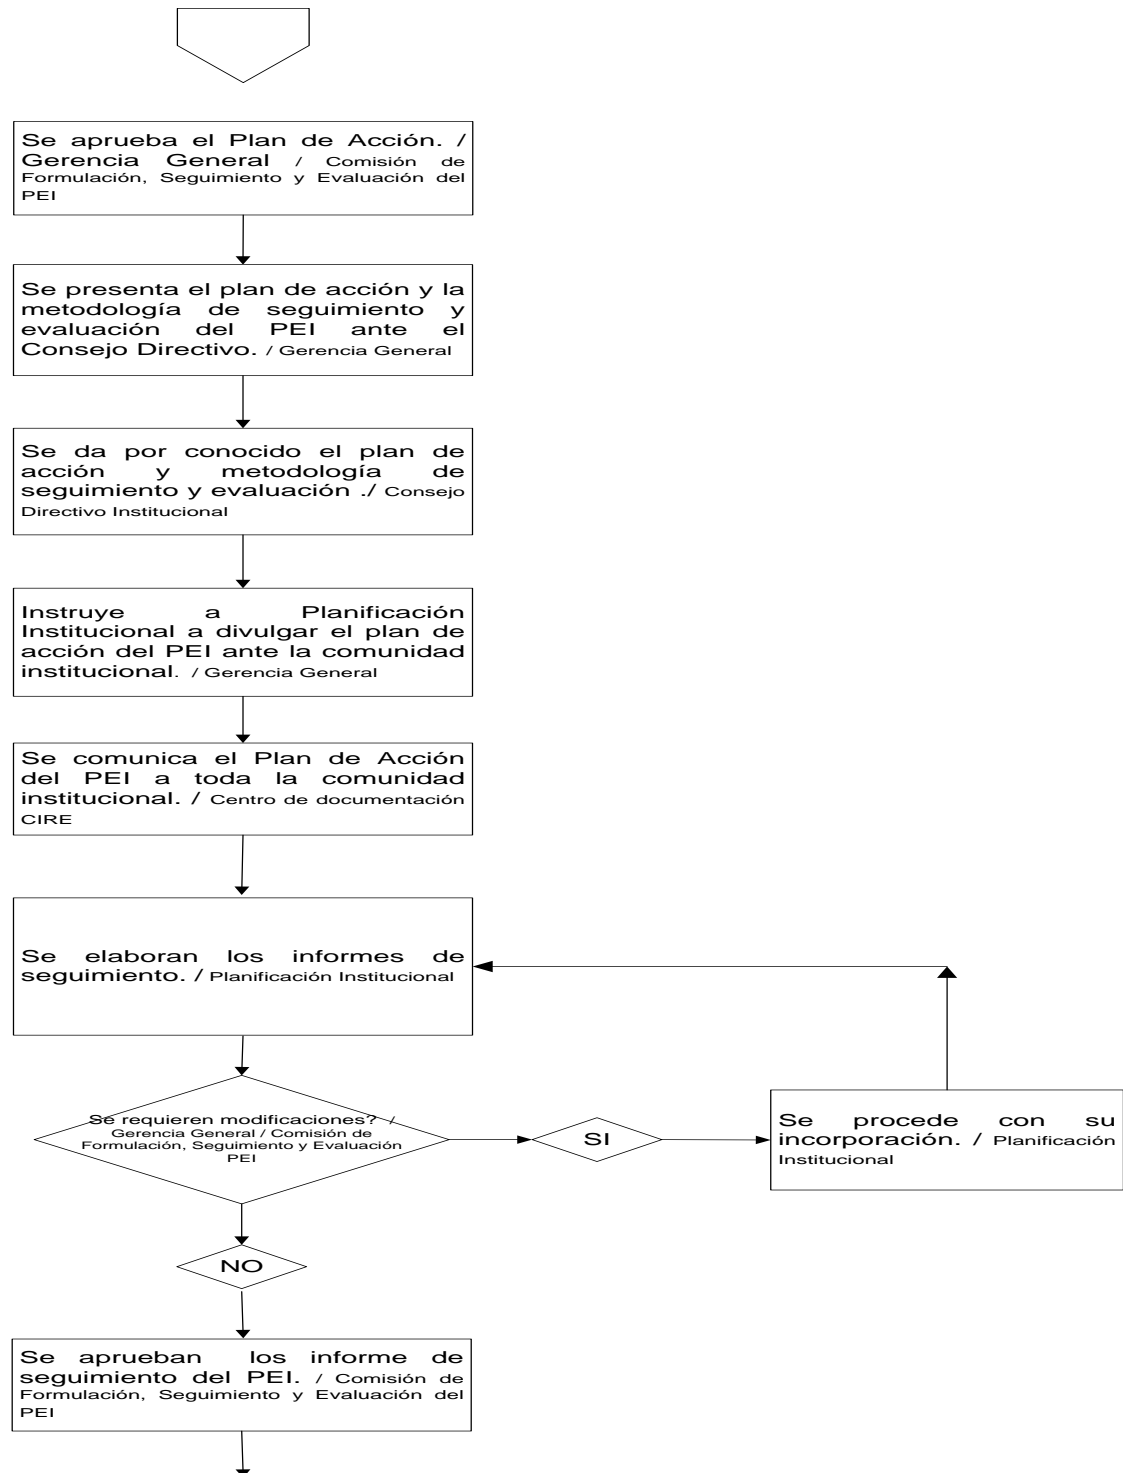 Se aprueba el Plan de Acción. /
Gerencia General / Comisión de
Formulación, Seguimiento y Evaluación del
PEI
Se presenta el plan de acción y la
metodología de seguimiento y
evaluación del PEI ante el
Consejo Directivo. / Gerencia General
Se da por conocido el plan de
acción y metodología de
seguimiento y evaluación ./ Consejo
Directivo Institucional
Instruye a Planificación
Institucional a divulgar el plan de
acción del PEI ante la comunidad
institucional. / Gerencia General
Se comunica el Plan de Acción
del PEI a toda la comunidad
institucional. / Centro de documentación
CIRE
Se elaboran los informes de
seguimiento. / Planificación Institucional
Se requieren modificaciones? /
Gerencia General / Comisión de
Formulación, Seguimiento y Evaluación
PEI
SI
Se procede con su
incorporación. / Planificación
Institucional
NO
Se aprueban los informe de
seguimiento del PEI. / Comisión de
Formulación, Seguimiento y Evaluación del
PEI